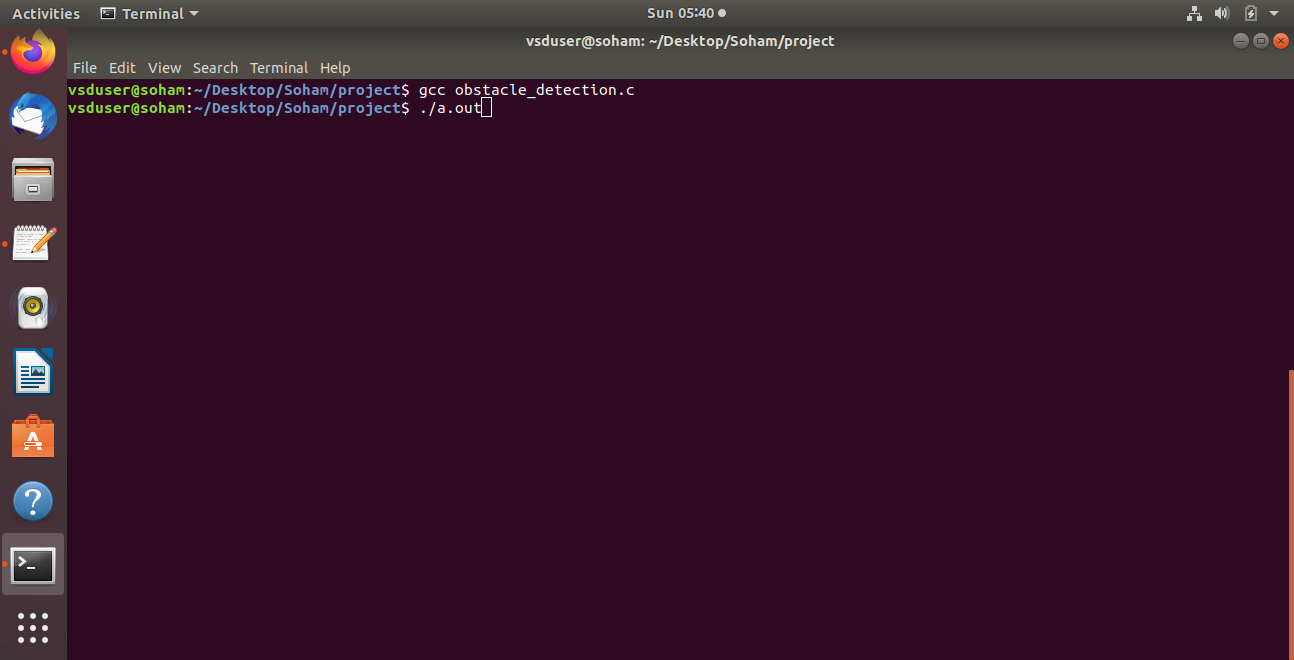 Activities Terminal Sun 05:40
vsduser@soham: ~/Desktop/Soham/project
File Edit View Search Terminal Help
vsduser@soham:~/Desktop/Soham/project$ gcc obstacle_detection.c
vsduser@soham:~/Desktop/Soham/project$ ./a.out